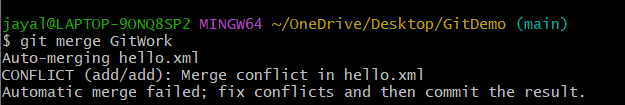 jayal@LAPTOP-9ONQ8SP2 MINGW64 ~/OneDrive/Desktop/GitDemo (main)
$ git merge GitWork
Auto-merging hello.xml
CONFLICT (add/add): Merge conflict in hello.xml
Automatic merge failed; fix conflicts and then commit the result.